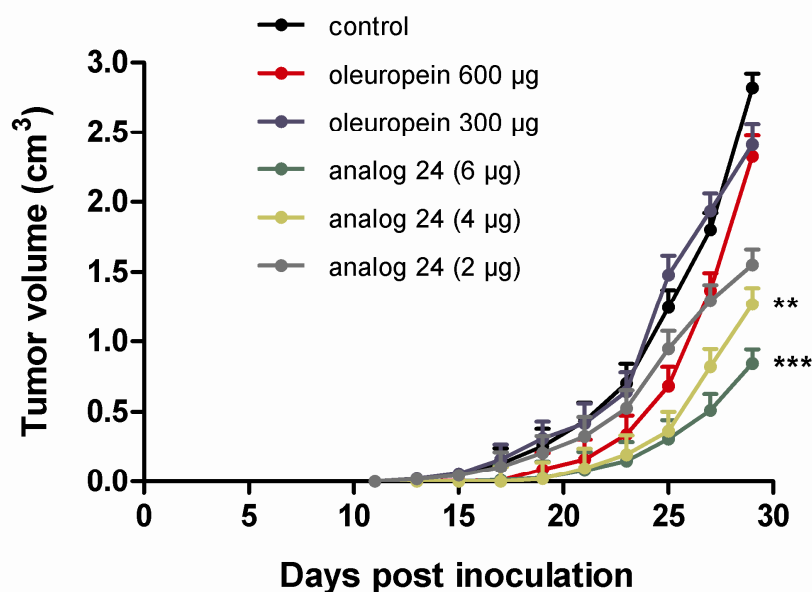 control
oleuropein 600 µg
oleuropein 300 µg
analog 24 (6 µg)
analog 24 (4 µg)
analog 24 (2 µg)
3.0
2.5
2.0
1.5
1.0
0.5
0.0
Tumor volume (cm³)
**
***
0 5 10 15 20 25 30
Days post inoculation